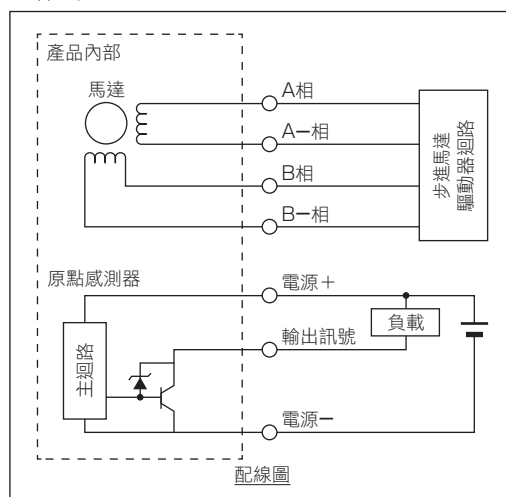 產品內部
馬達
A相
A−相
B相
B−相
步進馬達
驅動器迴路
原點感測器
電源＋
輸出訊號
負載
主迴路
電源−
配線圖